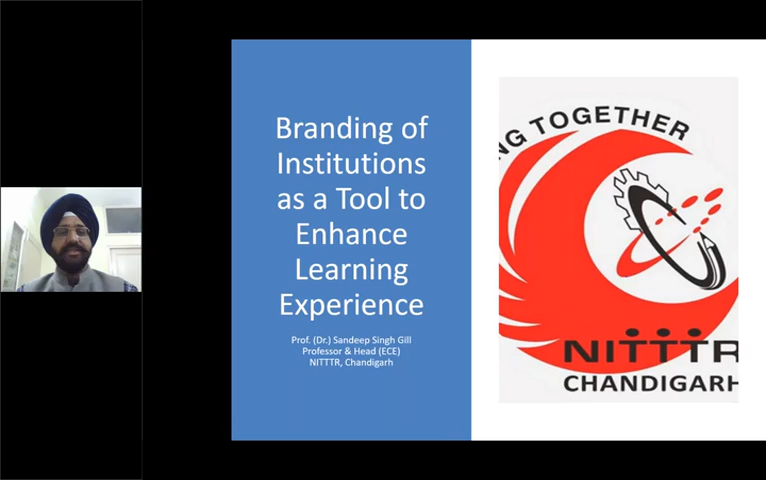 Branding of
Institutions
as a Tool to
Enhance
Learning
Experience
Prof. (Dr.) Sandeep Singh Gill
Professor & Head (ECE)
NITTTR, Chandigarh
NG TOGETHER
NITTTR
CHANDIGARH